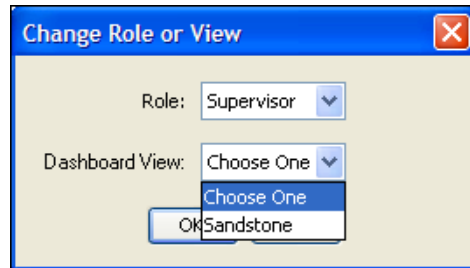 Change Role or View
Role: Supervisor
Dashboard View: Choose One
Choose One
OK Sandstone